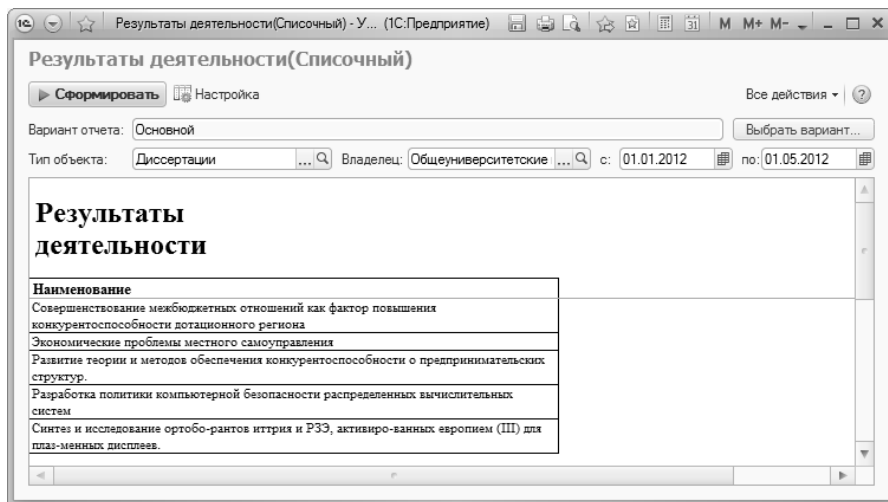 1С Результаты деятельности(Списочный) - У... (1С:Предприятие) 31 M M+ M-
Результаты деятельности(Списочный)
Сформировать Настройка Все действия ?
Вариант отчета: Основной Выбрать вариант...
Тип объекта: Диссертации ... Владелец: Общеуниверситетские ... с: 01.01.2012 по: 01.05.2012
Результаты
деятельности
Наименование
Совершенствование межбюджетных отношений как фактор повышения
конкурентоспособности дотационного региона
Экономические проблемы местного самоуправления
Развитие теории и методов обеспечения конкурентоспособности о предпринимательских
структур.
Разработка политики компьютерной безопасности распределенных вычислительных
систем
Синтез и исследование ортобо-рантов иттрия и РЗЭ, активиро-ванных европием (III) для
плаз-менных дисплеев.